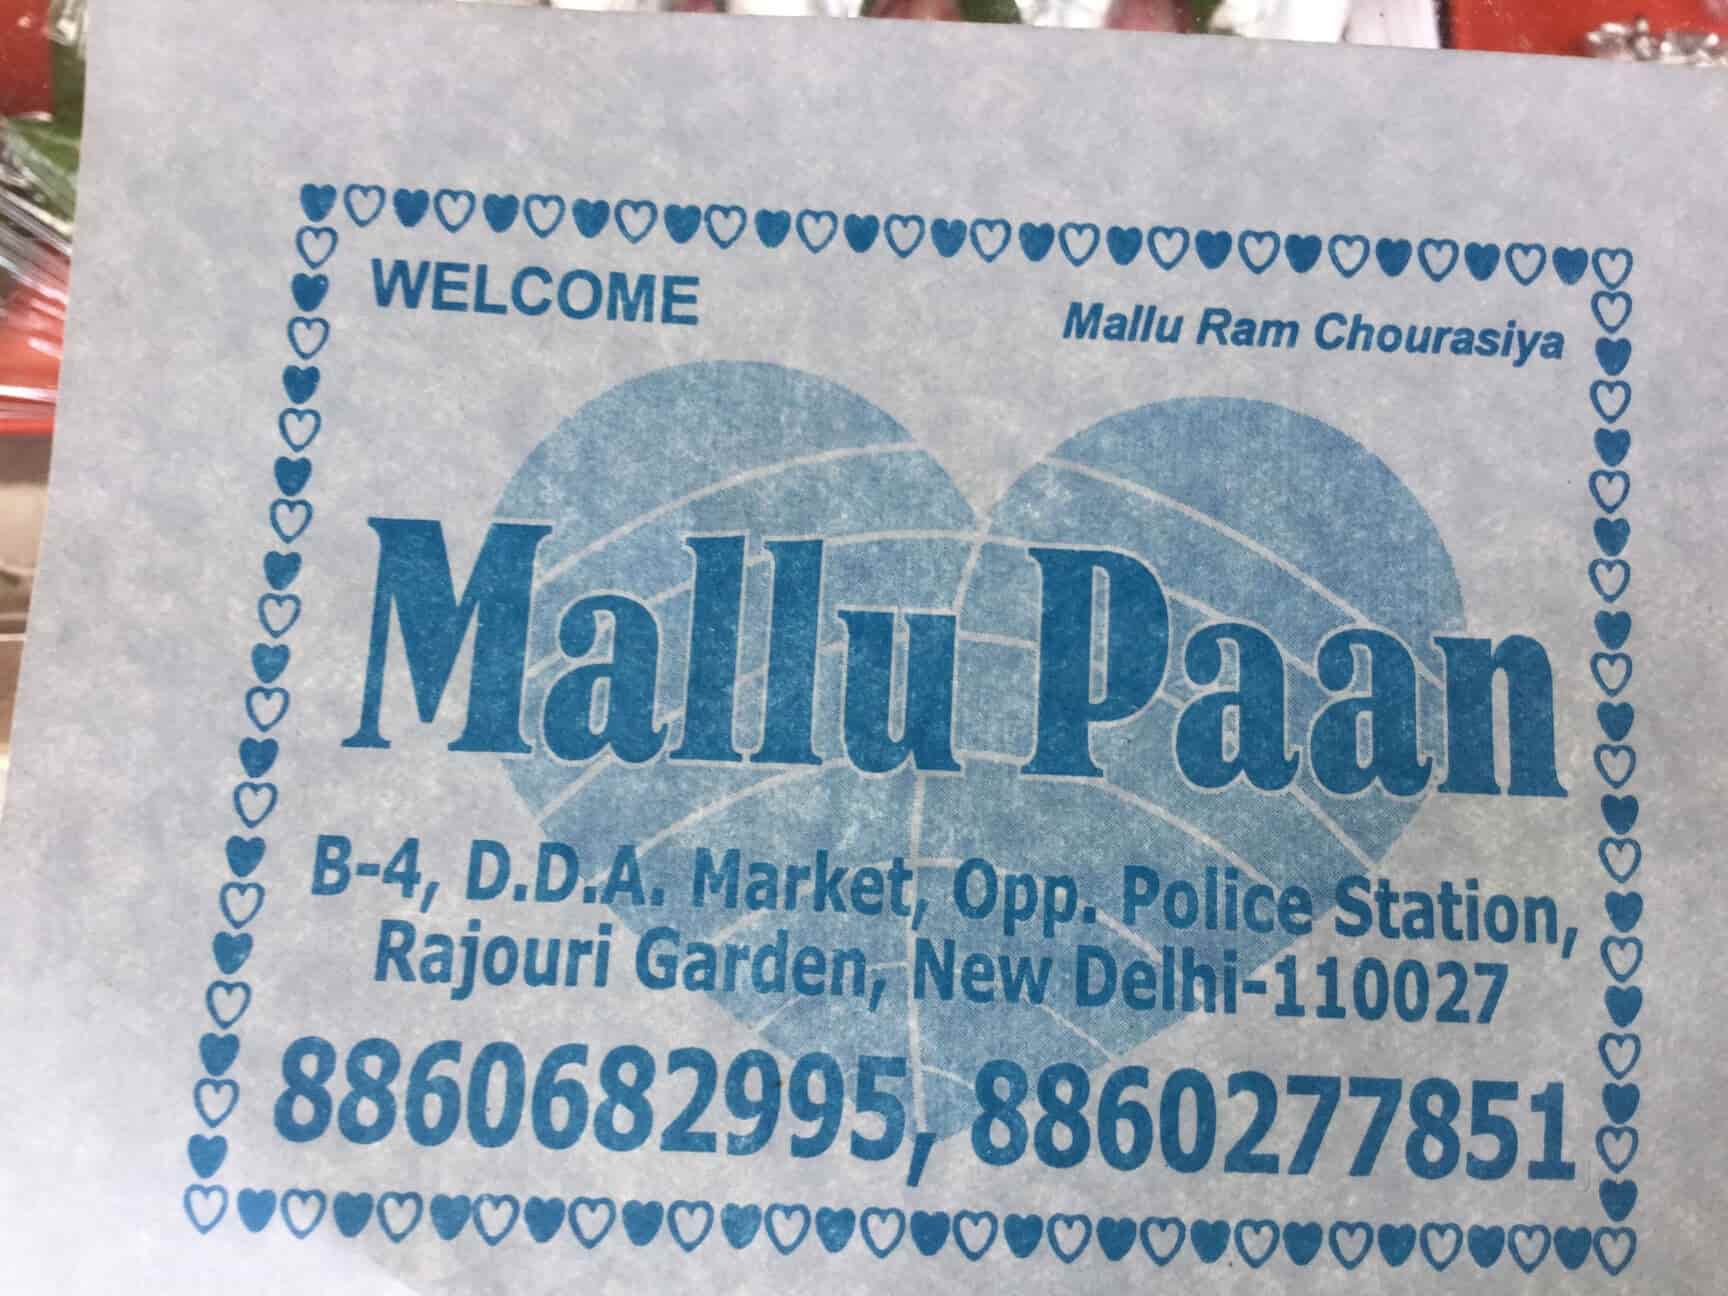 WELCOME
Mallu Ram Chourasiya
Mallu Paan
B-4, D.D.A. Market, Opp. Police Station,
Rajouri Garden, New Delhi-110027
8860682995, 8860277851